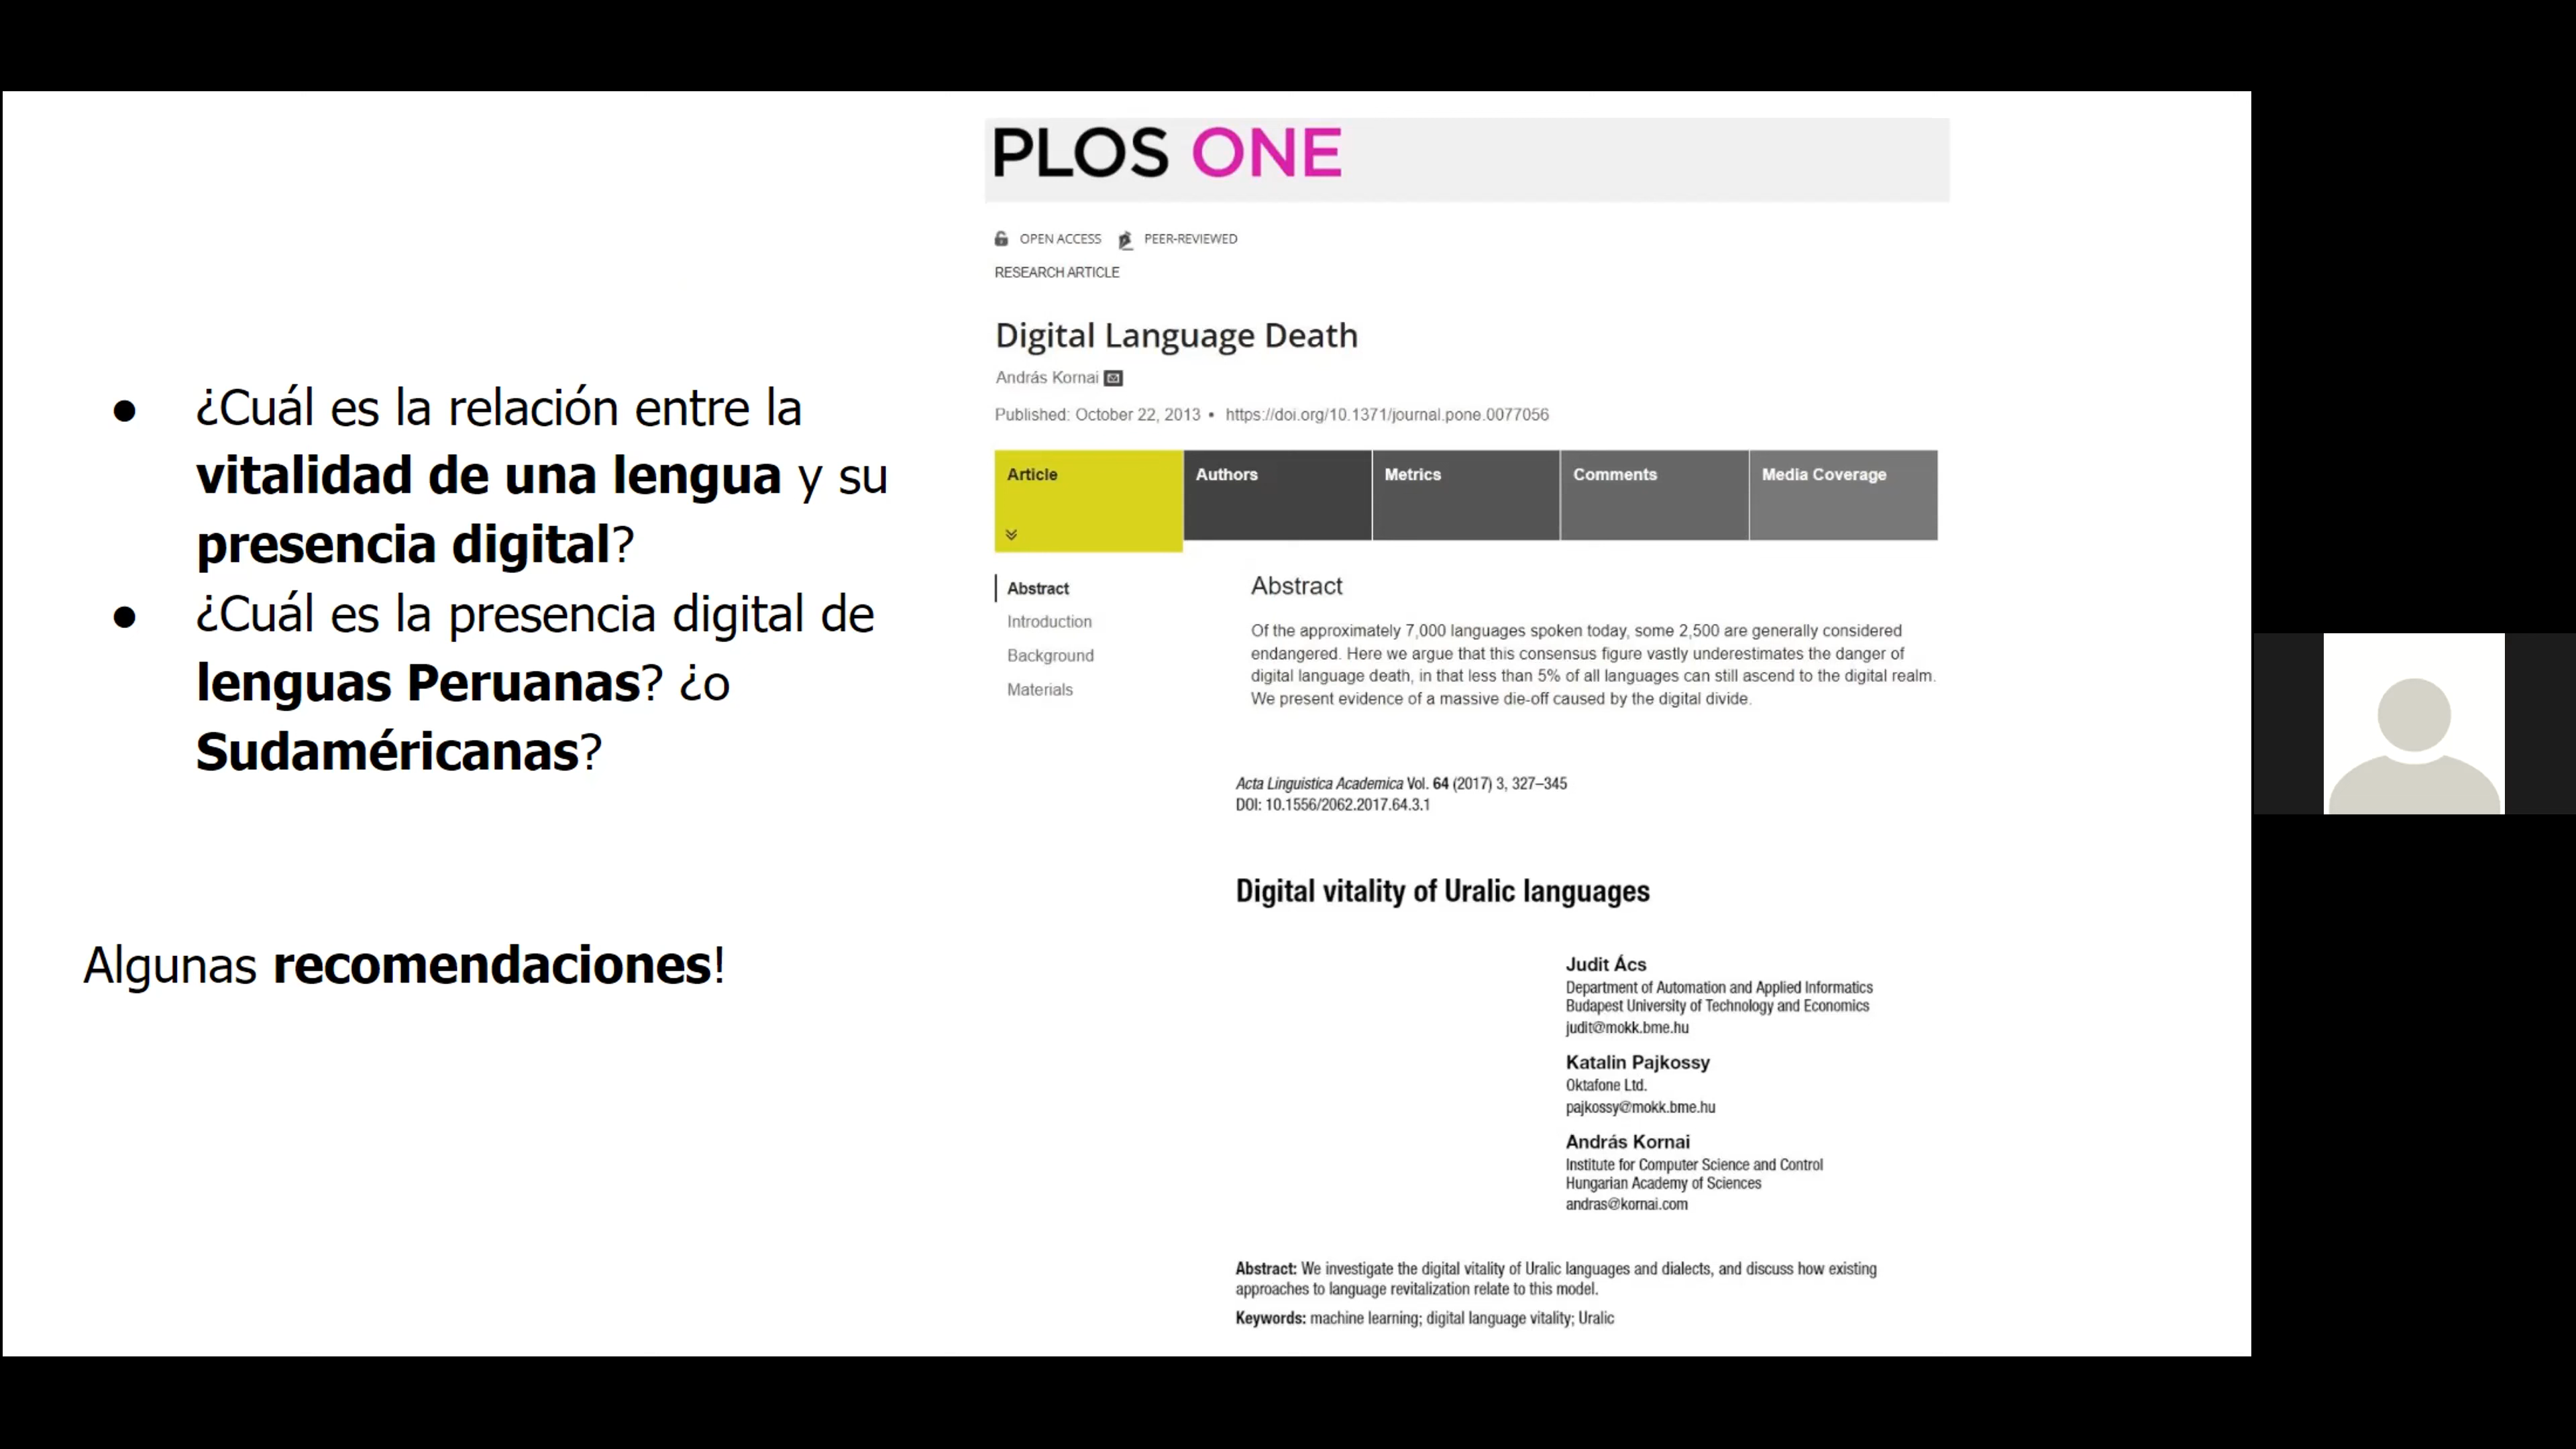 ● ¿Cuál es la relación entre la
vitalidad de una lengua y su
presencia digital?
● ¿Cuál es la presencia digital de
lenguas Peruanas? ¿o
Sudaméricanas?
Algunas recomendaciones!
PLOS ONE
OPEN ACCESS PEER-REVIEWED
RESEARCH ARTICLE
Digital Language Death
András Kornai
Published: October 22, 2013 • https://doi.org/10.1371/journal.pone.0077056
Article Authors Metrics Comments Media Coverage
Abstract
Introduction
Background
Materials
Abstract
Of the approximately 7,000 languages spoken today, some 2,500 are generally considered
endangered. Here we argue that this consensus figure vastly underestimates the danger of
digital language death, in that less than 5% of all languages can still ascend to the digital realm.
We present evidence of a massive die-off caused by the digital divide.
Acta Linguistica Academica Vol. 64 (2017) 3, 327–345
DOI: 10.1556/2062.2017.64.3.1
Digital vitality of Uralic languages
Judit Ács
Department of Automation and Applied Informatics
Budapest University of Technology and Economics
judit@mokk.bme.hu
Katalin Pajkossy
Oktafone Ltd.
pajkossy@mokk.bme.hu
András Kornai
Institute for Computer Science and Control
Hungarian Academy of Sciences
andras@kornai.com
Abstract: We investigate the digital vitality of Uralic languages and dialects, and discuss how existing
approaches to language revitalization relate to this model.
Keywords: machine learning; digital language vitality; Uralic